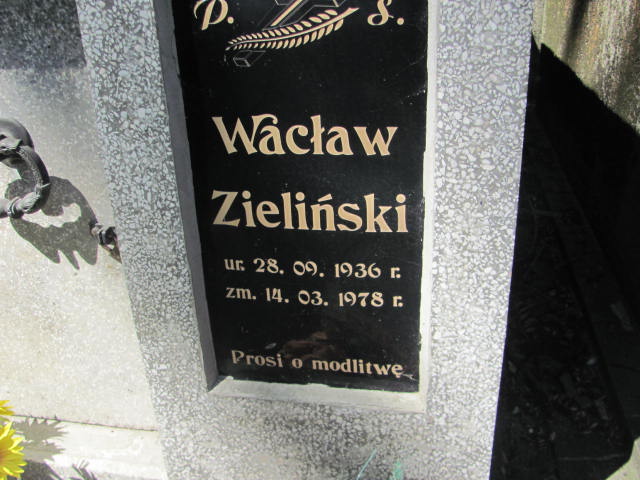 P. S.
Wacław
Zieliński
ur. 28. 09. 1936 r.
zm. 14. 03. 1978 r.
Prosi o modlitwę